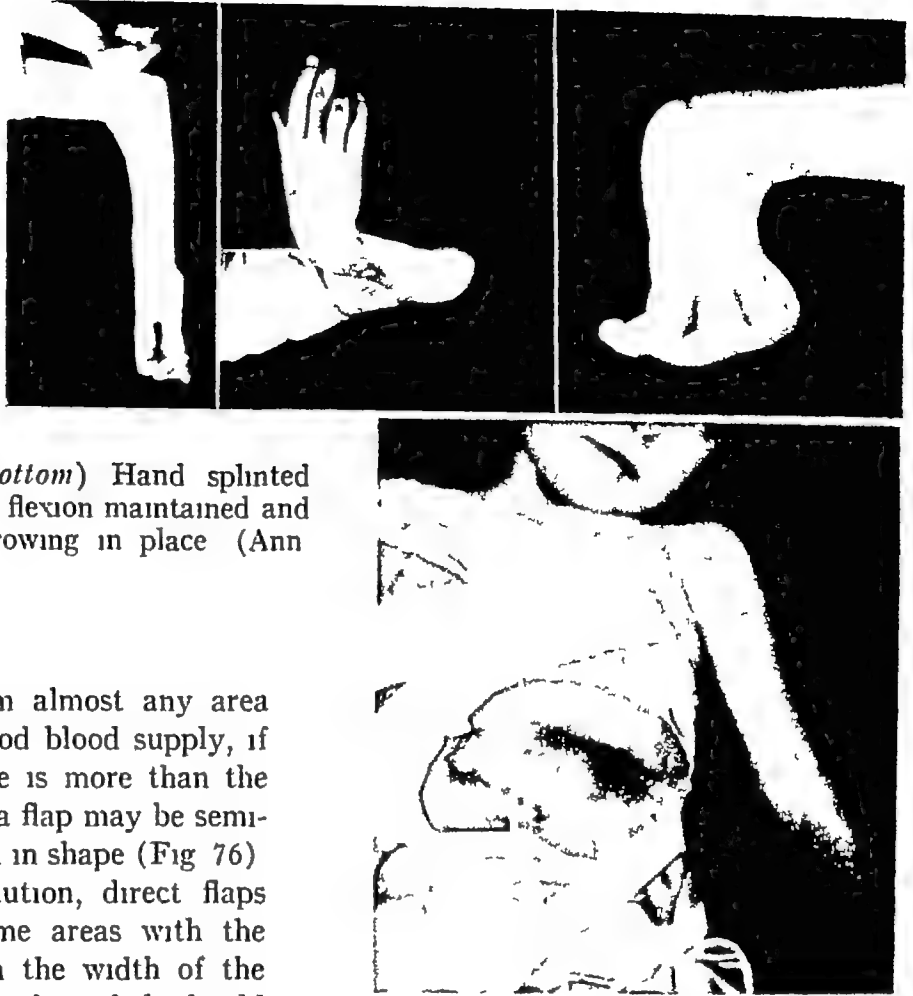 ottom) Hand splinted
flexion maintained and
rowing in place (Ann
n almost any area
od blood supply, if
e is more than the
a flap may be semi-
in shape (Fig 76)
lution, direct flaps
me areas with the
the width of the